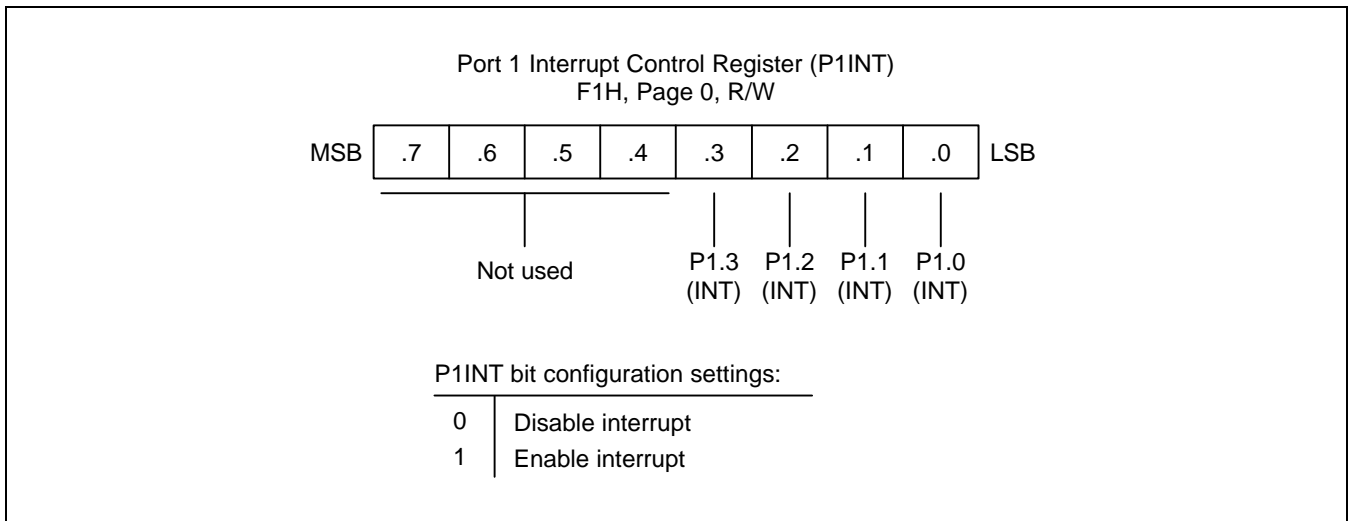 Port 1 Interrupt Control Register (P1INT)
F1H, Page 0, R/W
MSB .7 .6 .5 .4 .3 .2 .1 .0 LSB
Not used
P1.3 P1.2 P1.1 P1.0
(INT) (INT) (INT) (INT)
P1INT bit configuration settings:
0 Disable interrupt
1 Enable interrupt